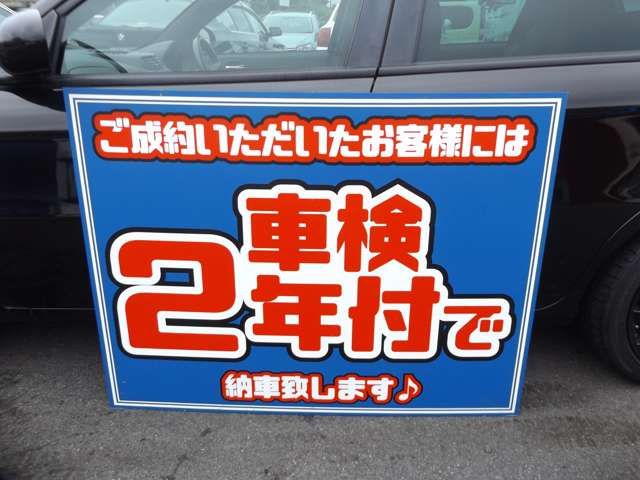 ご成約いただいたお客様には
車検
2年付で
納車致します♪